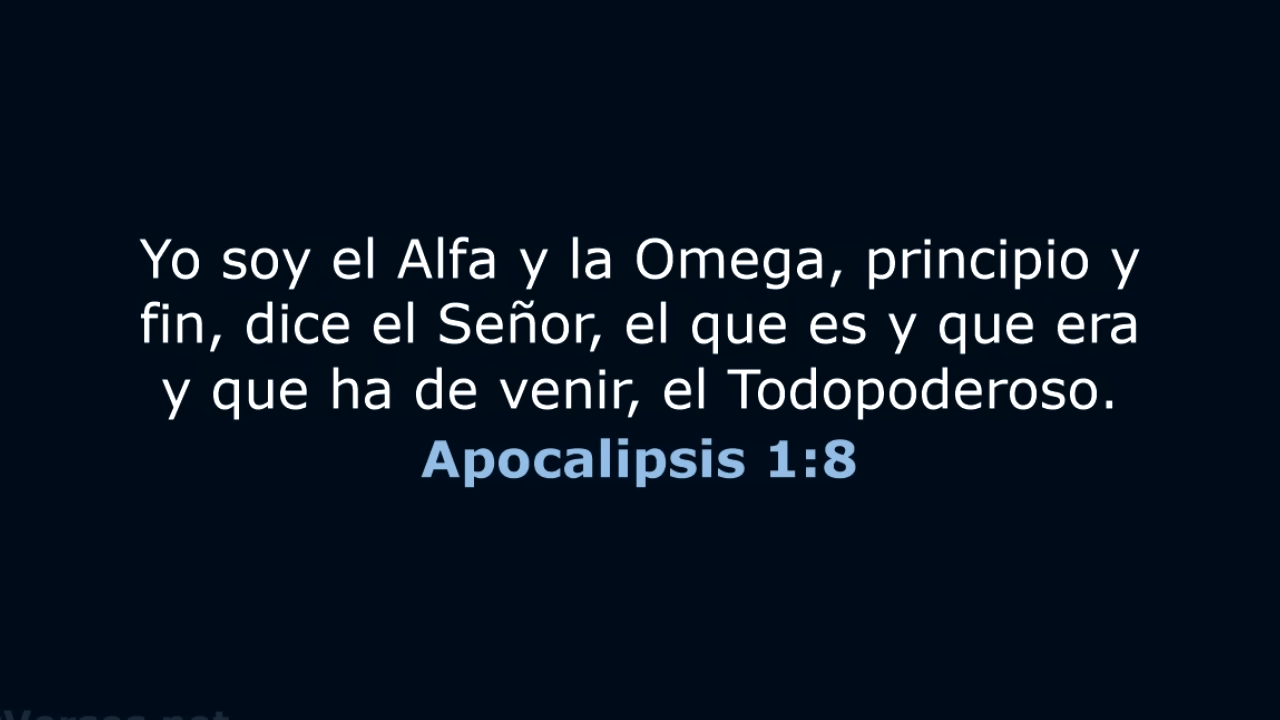 Yo soy el Alfa y la Omega, principio y
fin, dice el Señor, el que es y que era
y que ha de venir, el Todopoderoso.
Apocalipsis 1:8